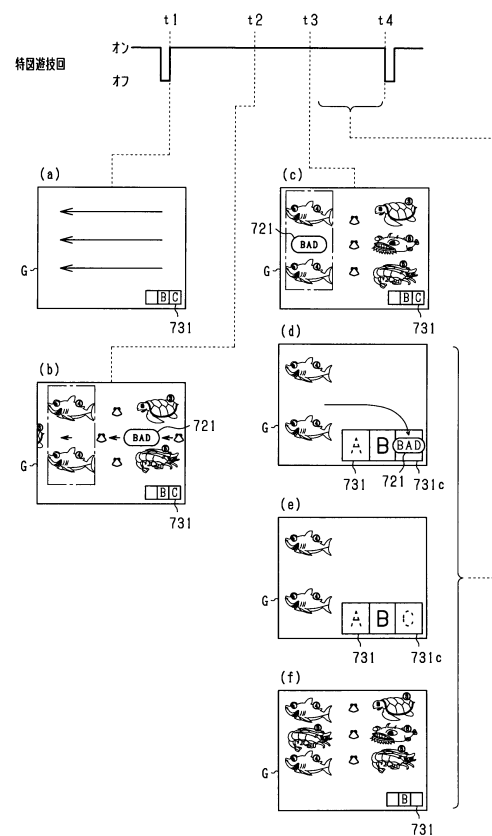 t1 t2 t3 t4
オン
特図遊技回
オフ
(a)
G
B C
731
(b)
BAD
721
G
B C
731
(c)
721
BAD
G
B C
731
(d)
G
A B BAD
731 721 731c
(e)
G
A B C
731 731c
(f)
G
B
731